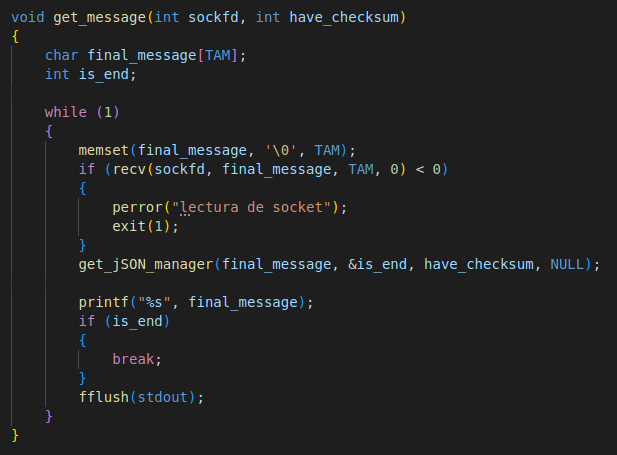 void get_message(int sockfd, int have_checksum)
{
    char final_message[TAM];
    int is_end;

    while (1)
    {
        memset(final_message, '\0', TAM);
        if (recv(sockfd, final_message, TAM, 0) < 0)
        {
            perror("lectura de socket");
            exit(1);
        }
        get_jSON_manager(final_message, &is_end, have_checksum, NULL);

        printf("%s", final_message);
        if (is_end)
        {
            break;
        }
        fflush(stdout);
    }
}